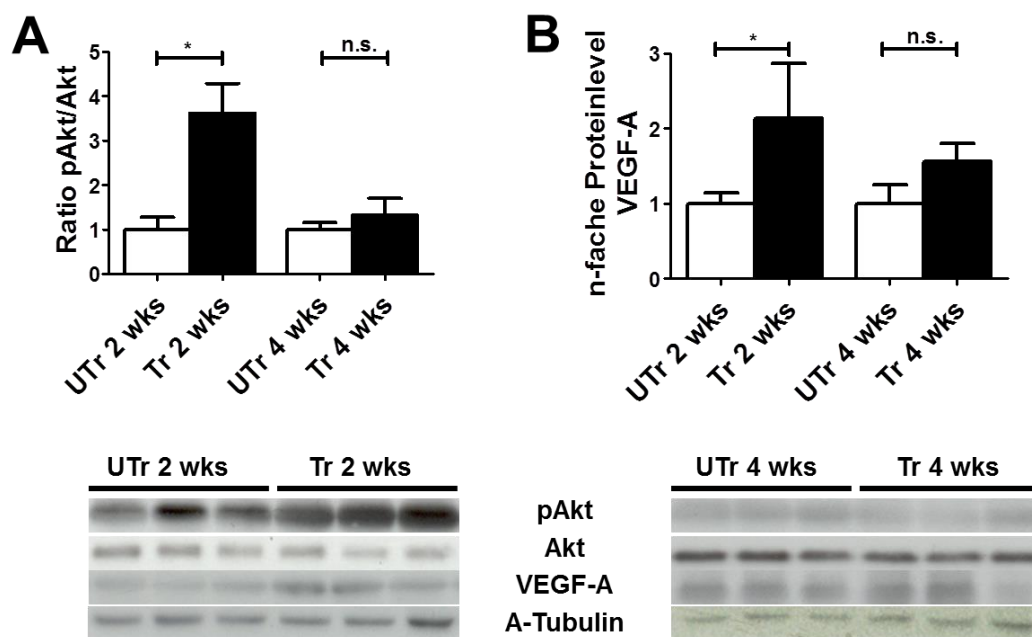 A
Ratio pAkt/Akt
5
4
3
2
1
0
*
n.s.
UTr 2 wks
Tr 2 wks
UTr 4 wks
Tr 4 wks
B
n-fache Proteinlevel
VEGF-A
3
2
1
0
*
n.s.
UTr 2 wks
Tr 2 wks
UTr 4 wks
Tr 4 wks
UTr 2 wks Tr 2 wks
UTr 4 wks Tr 4 wks
pAkt
Akt
VEGF-A
A-Tubulin